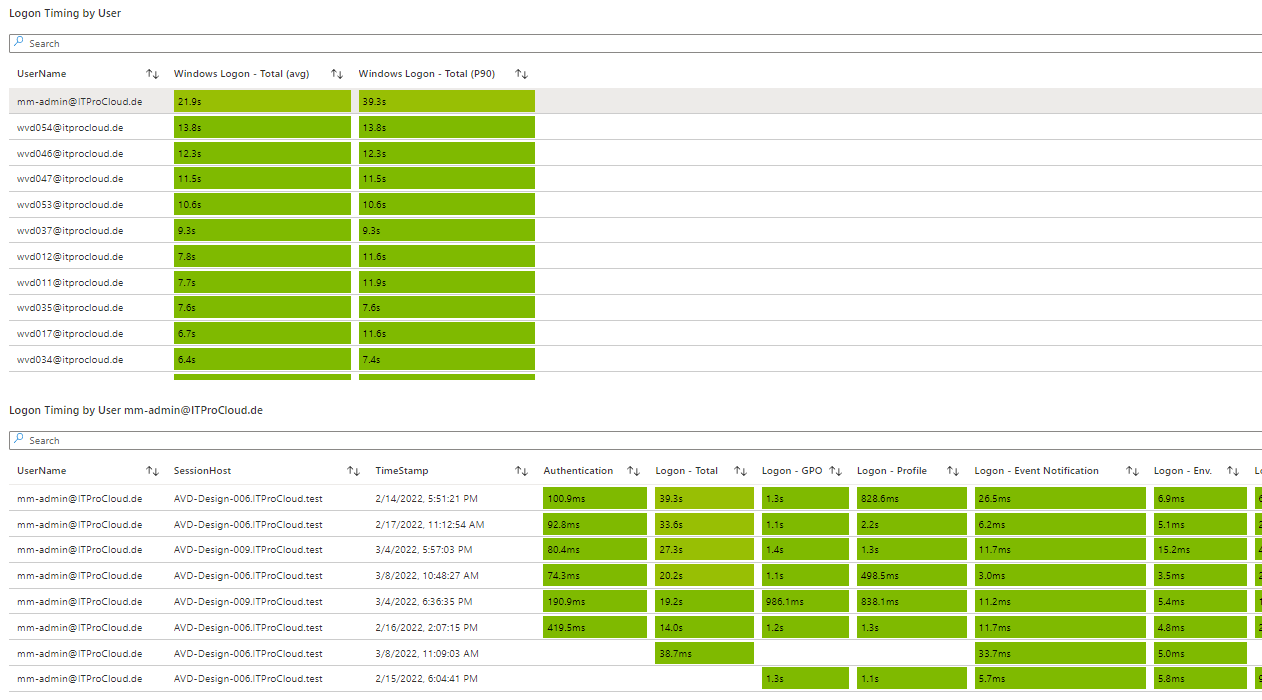 Logon Timing by User
Search
UserName Windows Logon - Total (avg) Windows Logon - Total (P90)
mm-admin@ITProCloud.de 21.9s 39.3s
wvd054@itprocloud.de 13.8s 13.8s
wvd046@itprocloud.de 12.3s 12.3s
wvd047@itprocloud.de 11.5s 11.5s
wvd053@itprocloud.de 10.6s 10.6s
wvd037@itprocloud.de 9.3s 9.3s
wvd012@itprocloud.de 7.8s 11.6s
wvd011@itprocloud.de 7.7s 11.9s
wvd035@itprocloud.de 7.6s 7.6s
wvd017@itprocloud.de 6.7s 11.6s
wvd034@itprocloud.de 6.4s 7.4s
Logon Timing by User mm-admin@ITProCloud.de
Search
UserName SessionHost TimeStamp Authentication Logon - Total Logon - GPO Logon - Profile Logon - Event Notification Logon - Env.
mm-admin@ITProCloud.de AVD-Design-006.ITProCloud.test 2/14/2022, 5:51:21 PM 100.9ms 39.3s 1.3s 828.6ms 26.5ms 6.9ms
mm-admin@ITProCloud.de AVD-Design-006.ITProCloud.test 2/17/2022, 11:12:54 AM 92.8ms 33.6s 1.1s 2.2s 6.2ms 5.1ms
mm-admin@ITProCloud.de AVD-Design-009.ITProCloud.test 3/4/2022, 5:57:03 PM 80.4ms 27.3s 1.4s 1.3s 11.7ms 15.2ms
mm-admin@ITProCloud.de AVD-Design-006.ITProCloud.test 3/8/2022, 10:48:27 AM 74.3ms 20.2s 1.1s 498.5ms 3.0ms 3.5ms
mm-admin@ITProCloud.de AVD-Design-009.ITProCloud.test 3/4/2022, 6:36:35 PM 190.9ms 19.2s 986.1ms 838.1ms 11.2ms 5.4ms
mm-admin@ITProCloud.de AVD-Design-006.ITProCloud.test 2/16/2022, 2:07:15 PM 419.5ms 14.0s 1.2s 1.3s 11.7ms 4.8ms
mm-admin@ITProCloud.de AVD-Design-006.ITProCloud.test 3/8/2022, 11:09:03 AM 38.7ms 33.7ms 5.0ms
mm-admin@ITProCloud.de AVD-Design-006.ITProCloud.test 2/15/2022, 6:04:41 PM 1.3s 1.1s 5.7ms 5.8ms